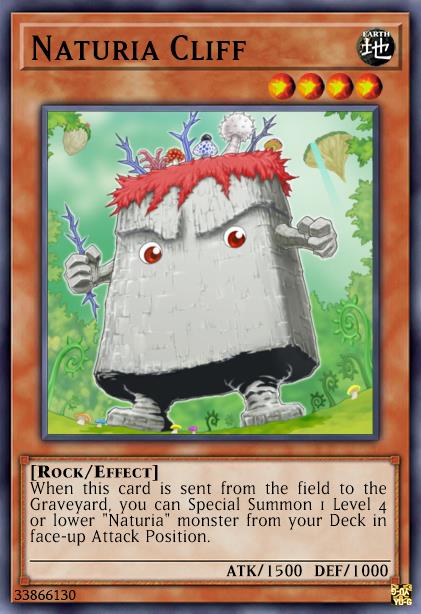 NATURIA CLIFF
EARTH
地
[ROCK/EFFECT]
When this card is sent from the field to the
Graveyard, you can Special Summon 1 Level 4
or lower "Naturia" monster from your Deck in
face-up Attack Position.
ATK/1500 DEF/1000
33866130